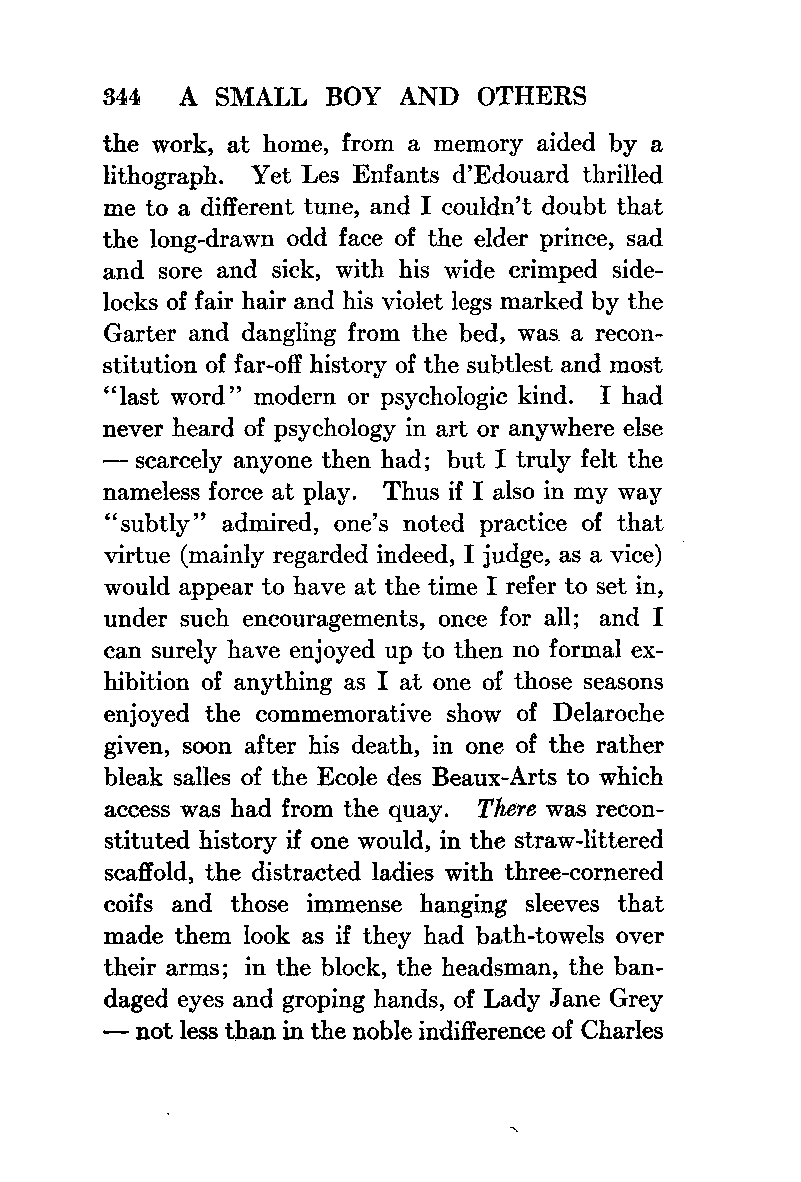 344 A SMALL BOY AND OTHERS
the work, at home, from a memory aided by a
lithograph. Yet Les Enfants d'Edouard thrilled
me to a different tune, and I couldn't doubt that
the long-drawn odd face of the elder prince, sad
and sore and sick, with his wide crimped side-
locks of fair hair and his violet legs marked by the
Garter and dangling from the bed, was a recon-
stitution of far-off history of the subtlest and most
“last word” modern or psychologic kind. I had
never heard of psychology in art or anywhere else
— scarcely anyone then had; but I truly felt the
nameless force at play. Thus if I also in my way
“subtly” admired, one's noted practice of that
virtue (mainly regarded indeed, I judge, as a vice)
would appear to have at the time I refer to set in,
under such encouragements, once for all; and I
can surely have enjoyed up to then no formal ex-
hibition of anything as I at one of those seasons
enjoyed the commemorative show of Delaroche
given, soon after his death, in one of the rather
bleak salles of the Ecole des Beaux-Arts to which
access was had from the quay. There was recon-
stituted history if one would, in the straw-littered
scaffold, the distracted ladies with three-cornered
coifs and those immense hanging sleeves that
made them look as if they had bath-towels over
their arms; in the block, the headsman, the ban-
daged eyes and groping hands, of Lady Jane Grey
— not less than in the noble indifference of Charles